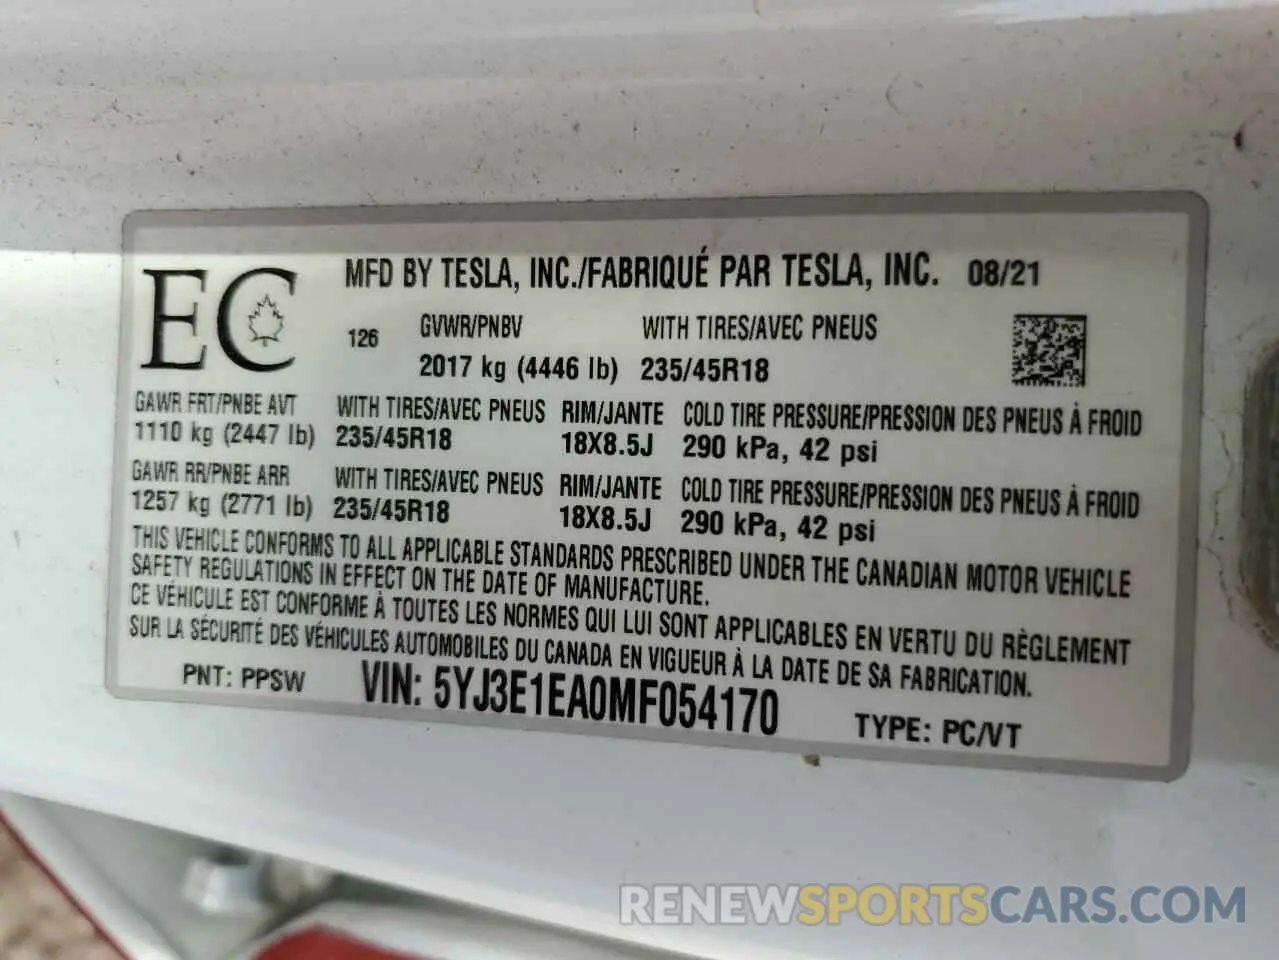 EC
MFD BY TESLA, INC./FABRIQUÉ PAR TESLA, INC. 08/21
126 GVWR/PNBV WITH TIRES/AVEC PNEUS
2017 kg (4446 lb) 235/45R18
GAWR FRT/PNBE AVT WITH TIRES/AVEC PNEUS RIM/JANTE COLD TIRE PRESSURE/PRESSION DES PNEUS À FROID
1110 kg (2447 lb) 235/45R18 18X8.5J 290 kPa, 42 psi
GAWR RR/PNBE ARR WITH TIRES/AVEC PNEUS RIM/JANTE COLD TIRE PRESSURE/PRESSION DES PNEUS À FROID
1257 kg (2771 lb) 235/45R18 18X8.5J 290 kPa, 42 psi
THIS VEHICLE CONFORMS TO ALL APPLICABLE STANDARDS PRESCRIBED UNDER THE CANADIAN MOTOR VEHICLE
SAFETY REGULATIONS IN EFFECT ON THE DATE OF MANUFACTURE.
CE VÉHICULE EST CONFORME À TOUTES LES NORMES QUI LUI SONT APPLICABLES EN VERTU DU RÈGLEMENT
SUR LA SÉCURITÉ DES VÉHICULES AUTOMOBILES DU CANADA EN VIGUEUR À LA DATE DE SA FABRICATION.
PNT: PPSW VIN: 5YJ3E1EA0MF054170 TYPE: PC/VT
RENEWSPORTSCARS.COM